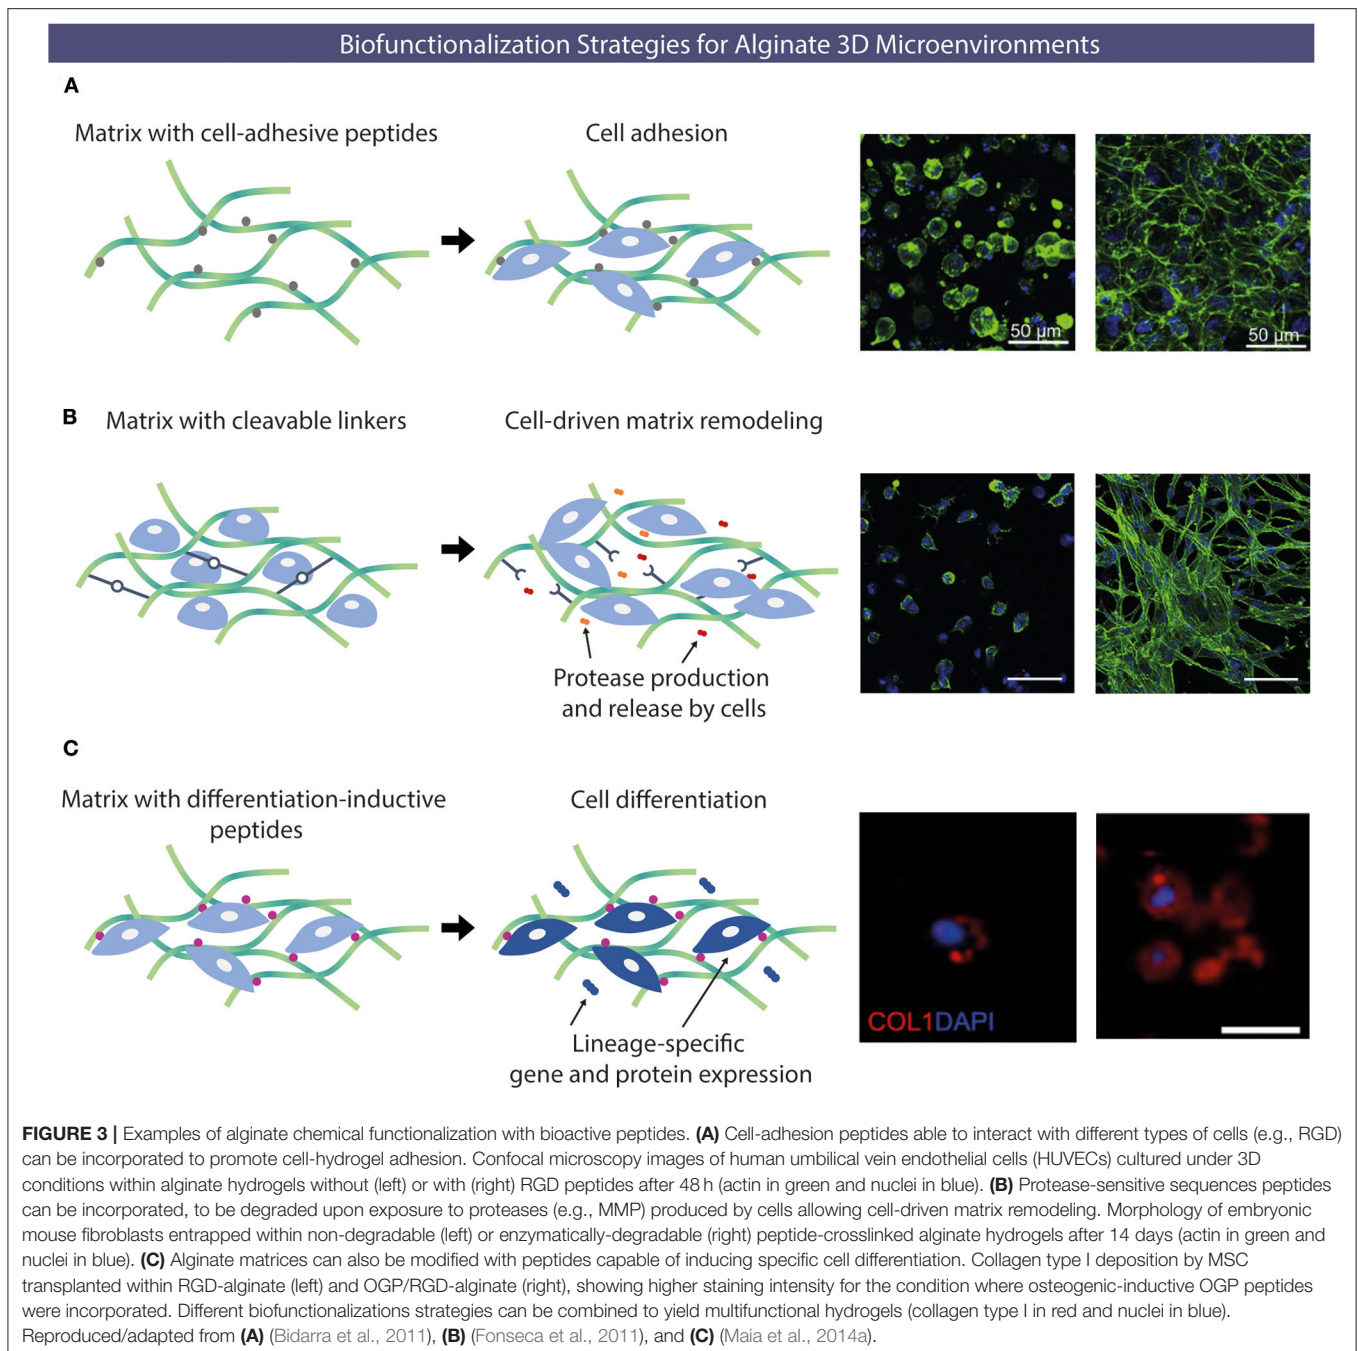 Biofunctionalization Strategies for Alginate 3D Microenvironments
A
Matrix with cell-adhesive peptides
Cell adhesion
50 µm
50 µm
B
Matrix with cleavable linkers
Cell-driven matrix remodeling
Protease production
and release by cells
C
Matrix with differentiation-inductive
peptides
Cell differentiation
COL1DAPI
Lineage-specific
gene and protein expression
FIGURE 3 | Examples of alginate chemical functionalization with bioactive peptides. (A) Cell-adhesion peptides able to interact with different types of cells (e.g., RGD)
can be incorporated to promote cell-hydrogel adhesion. Confocal microscopy images of human umbilical vein endothelial cells (HUVECs) cultured under 3D
conditions within alginate hydrogels without (left) or with (right) RGD peptides after 48 h (actin in green and nuclei in blue). (B) Protease-sensitive sequences peptides
can be incorporated, to be degraded upon exposure to proteases (e.g., MMP) produced by cells allowing cell-driven matrix remodeling. Morphology of embryonic
mouse fibroblasts entrapped within non-degradable (left) or enzymatically-degradable (right) peptide-crosslinked alginate hydrogels after 14 days (actin in green and
nuclei in blue). (C) Alginate matrices can also be modified with peptides capable of inducing specific cell differentiation. Collagen type I deposition by MSC
transplanted within RGD-alginate (left) and OGP/RGD-alginate (right), showing higher staining intensity for the condition where osteogenic-inductive OGP peptides
were incorporated. Different biofunctionalizations strategies can be combined to yield multifunctional hydrogels (collagen type I in red and nuclei in blue).
Reproduced/adapted from (A) (Bidarra et al., 2011), (B) (Fonseca et al., 2011), and (C) (Maia et al., 2014a).